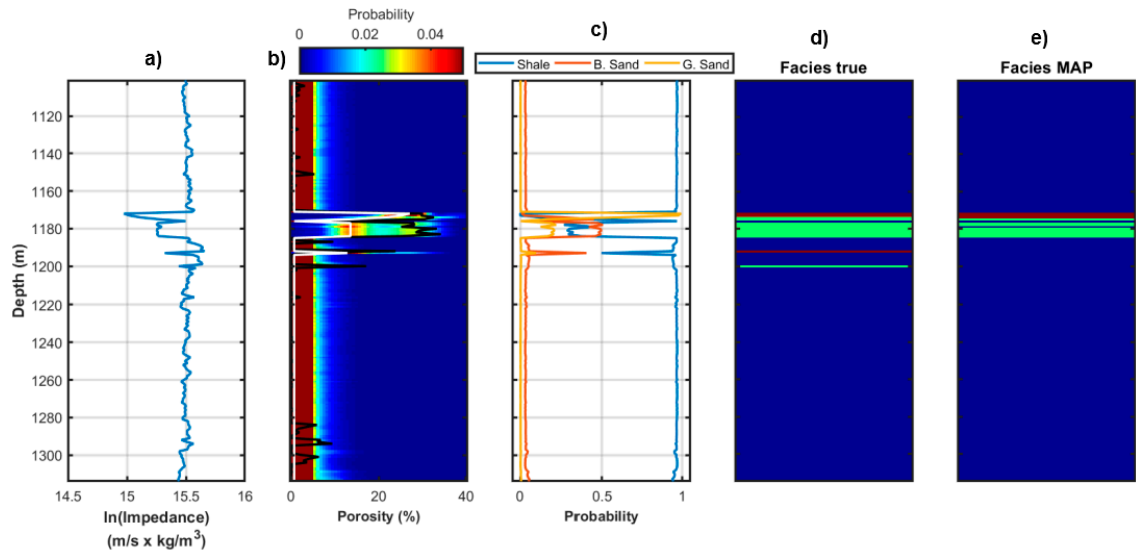 Probability
0 0.02 0.04
a)
b)
c)
d)
e)
Shale B. Sand G. Sand
Facies true
Facies MAP
Depth (m)
1120
1140
1160
1180
1200
1220
1240
1260
1280
1300
14.5 15 15.5 16
0 20 40
0 0.5 1
ln(Impedance)
(m/s x kg/m³)
Porosity (%)
Probability